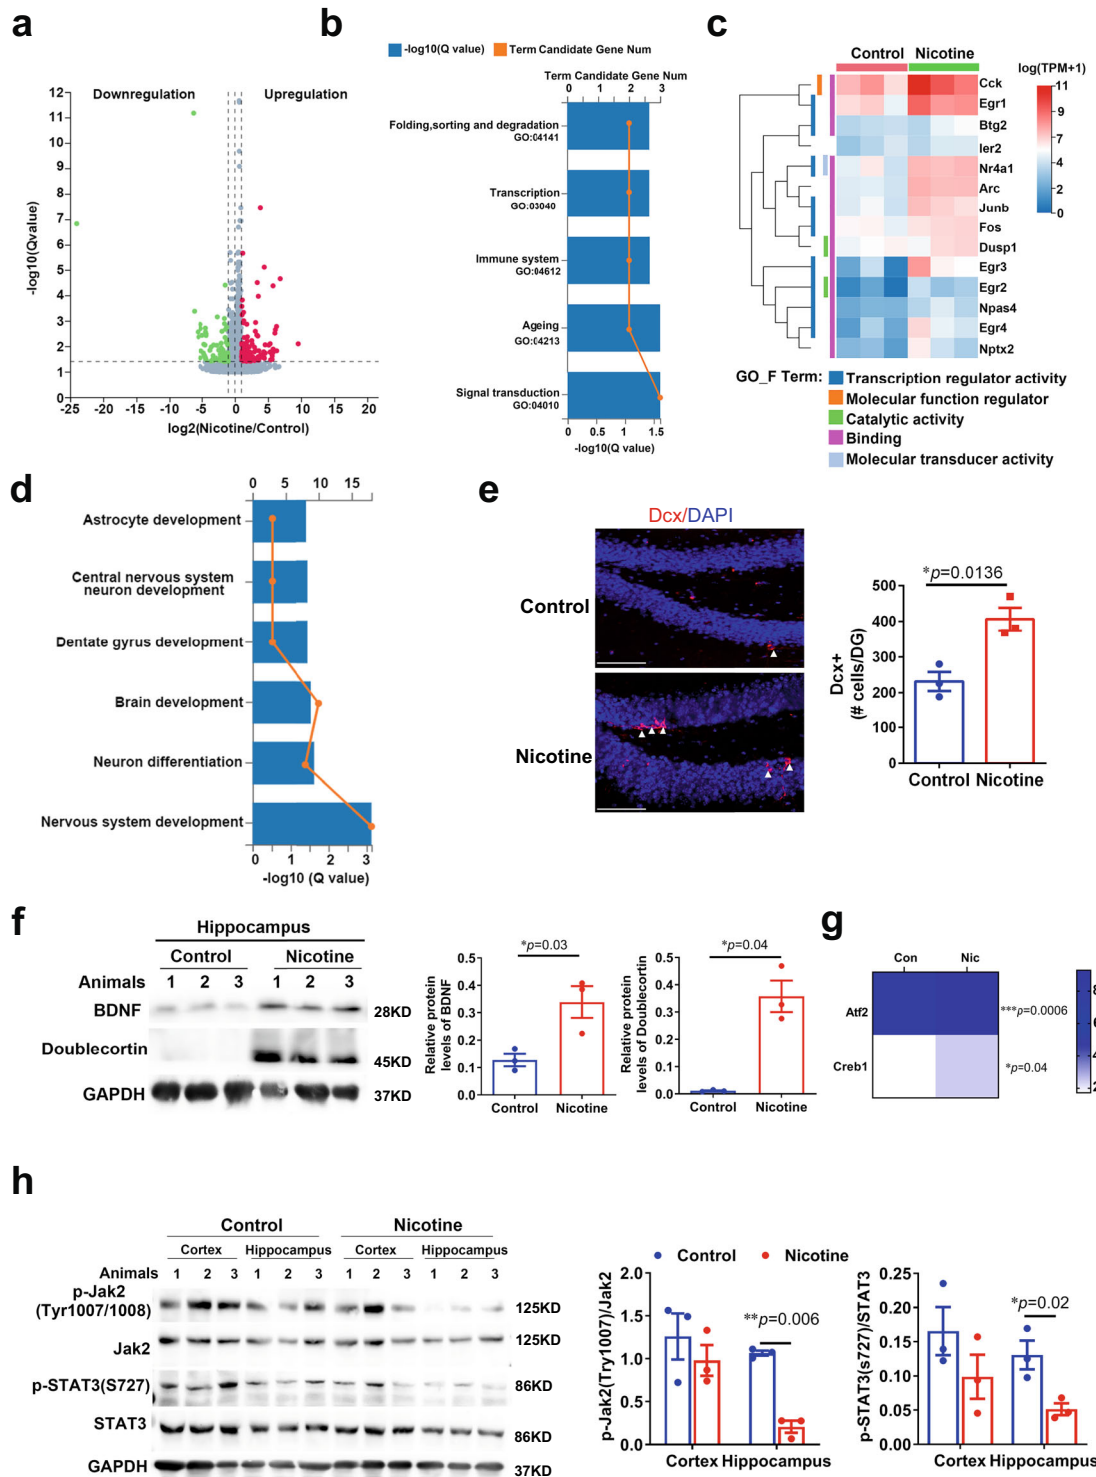 a
Downregulation
Upregulation
12
11
10
9
8
7
6
5
4
3
2
1
0
-25 -20 -15 -10 -5 0 5 10 15 20
-log10(Qvalue)
log2(Nicotine/Control)
b
-log10(Q value) Term Candidate Gene Num
Term Candidate Gene Num
0 1 2 3
Folding,sorting and degradation
GO:04141
Transcription
GO:03040
Immune system
GO:04612
Ageing
GO:04213
Signal transduction
GO:04010
0 0.5 1 1.5
-log10(Q value)
c
Control Nicotine
log(TPM+1)
11
10
7
4
1
0
Cck
Egr1
Btg2
Ier2
Nr4a1
Arc
Junb
Fos
Dusp1
Egr3
Egr2
Npas4
Egr4
Nptx2
GO_F Term:
Transcription regulator activity
Molecular function regulator
Catalytic activity
Binding
Molecular transducer activity
d
0 5 10 15
Astrocyte development
Central nervous system
neuron development
Dentate gyrus development
Brain development
Neuron differentiation
Nervous system development
0 1 2 3
-log10 (Q value)
e
Dcx/DAPI
Control
Nicotine
*p=0.0136
500
400
300
200
100
0
Dcx+
(# cells/DG)
Control Nicotine
f
Hippocampus
Control Nicotine
Animals 1 2 3 1 2 3
BDNF 28KD
Doublecortin 45KD
GAPDH 37KD
*p=0.03
0.5
0.4
0.3
0.2
0.1
0.0
Relative protein
levels of BDNF
Control Nicotine
*p=0.04
0.5
0.4
0.3
0.2
0.1
0.0
Relative protein
levels of Doublecortin
Control Nicotine
g
Con Nic
Atf2 ***p=0.0006
Creb1 *p=0.04
8
6
4
2
h
Control Nicotine
Cortex Hippocampus Cortex Hippocampus
Animals 1 2 3 1 2 3 1 2 3 1 2 3
p-Jak2
(Tyr1007/1008) 125KD
Jak2 125KD
p-STAT3(S727) 86KD
STAT3 86KD
GAPDH 37KD
Control Nicotine
2.0
1.5
1.0
0.5
0.0
p-Jak2(Try1007)/Jak2
**p=0.006
Cortex Hippocampus
0.25
0.20
0.15
0.10
0.05
0.00
p-STAT3(s727)/STAT3
*p=0.02
Cortex Hippocampus